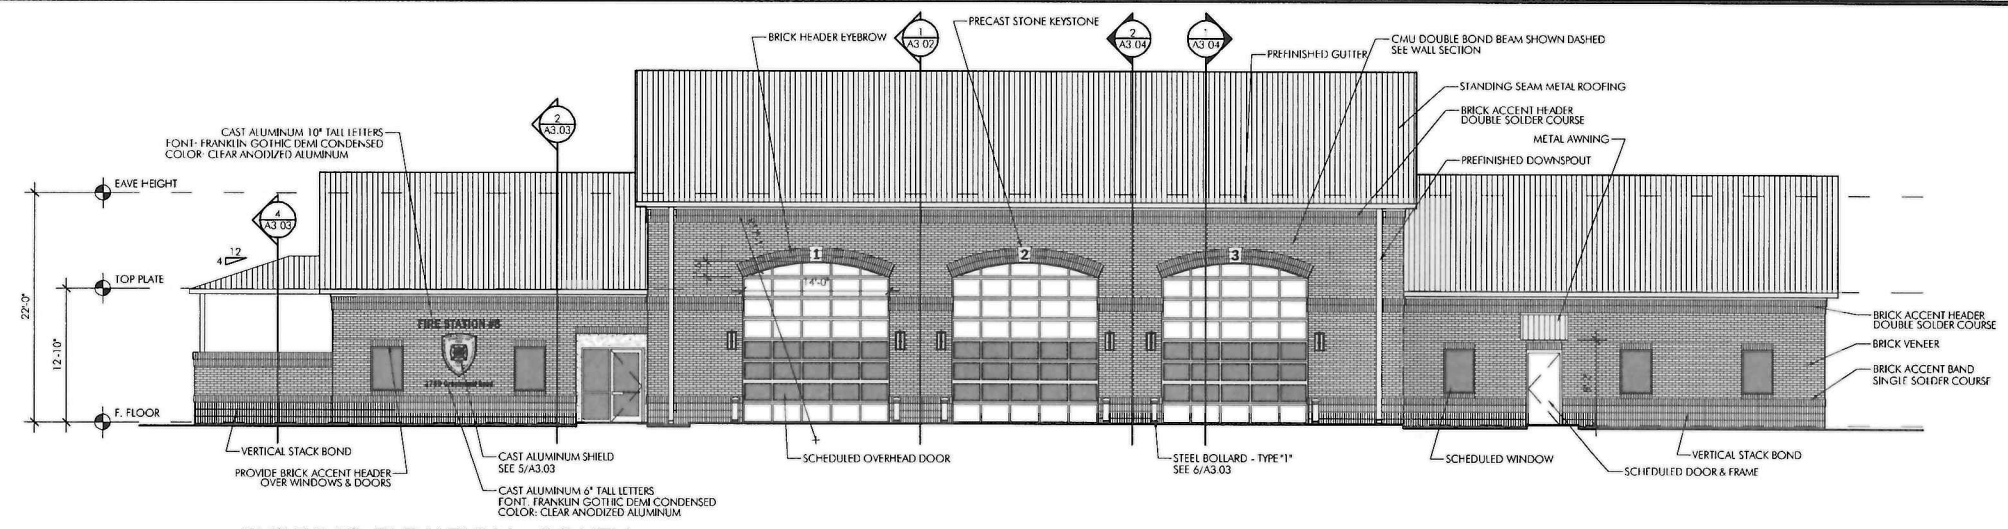 PRECAST STONE KEYSTONE
BRICK HEADER EYEBROW
1
A3.02
2
A3.04
1
A3.04
PREFINISHED GUTTER
CMU DOUBLE BOND BEAM SHOWN DASHED
SEE WALL SECTION
STANDING SEAM METAL ROOFING
BRICK ACCENT HEADER
DOUBLE SOLDER COURSE
METAL AWNING
PREFINISHED DOWNSPOUT
2
A3.03
CAST ALUMINUM 10" TALL LETTERS
FONT: FRANKLIN GOTHIC DEMI CONDENSED
COLOR: CLEAR ANODIZED ALUMINUM
EAVE HEIGHT
4
A3.03
12
4
TOP PLATE
22'-0"
12'-10"
F. FLOOR
1
2
3
14'-0"
FIRE STATION #8
BRICK ACCENT HEADER
DOUBLE SOLDER COURSE
BRICK VENEER
BRICK ACCENT BAND
SINGLE SOLDER COURSE
VERTICAL STACK BOND
PROVIDE BRICK ACCENT HEADER
OVER WINDOWS & DOORS
CAST ALUMINUM SHIELD
SEE 5/A3.03
CAST ALUMINUM 6" TALL LETTERS
FONT: FRANKLIN GOTHIC DEMI CONDENSED
COLOR: CLEAR ANODIZED ALUMINUM
SCHEDULED OVERHEAD DOOR
STEEL BOLLARD - TYPE "1"
SEE 6/A3.03
SCHEDULED WINDOW
SCHEDULED DOOR & FRAME
VERTICAL STACK BOND